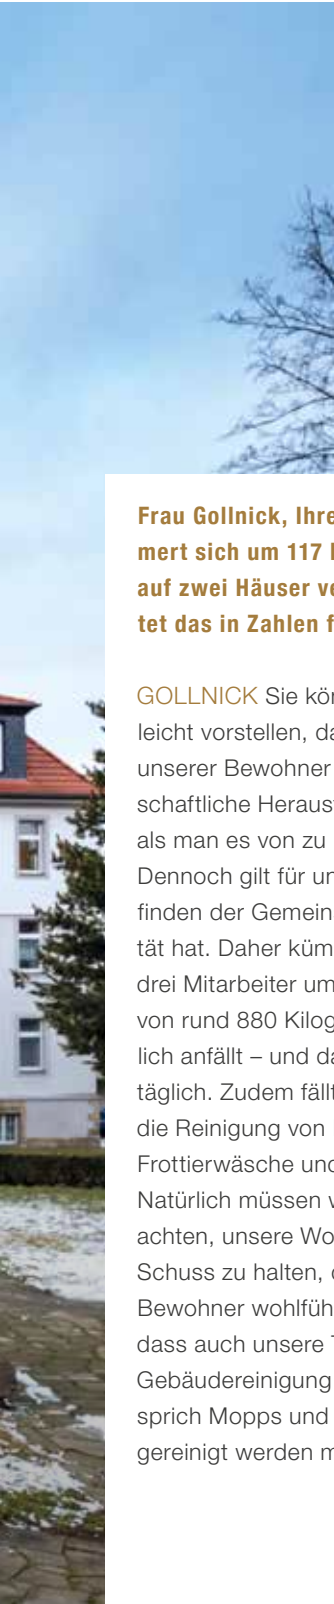 Frau Gollnick, Ihre
mert sich um 117
auf zwei Häuser ve
tet das in Zahlen f
GOLLNICK Sie kön
leicht vorstellen, da
unserer Bewohner
schaftliche Heraus
als man es von zu
Dennoch gilt für un
finden der Gemein
tät hat. Daher küm
drei Mitarbeiter um
von rund 880 Kilog
lich anfällt – und da
täglich. Zudem fällt
die Reinigung von
Frottierwäsche und
Natürlich müssen w
achten, unsere Wo
Schuss zu halten,
Bewohner wohlfüh
dass auch unsere
Gebäudereinigung
sprich Mopps und
gereinigt werden m